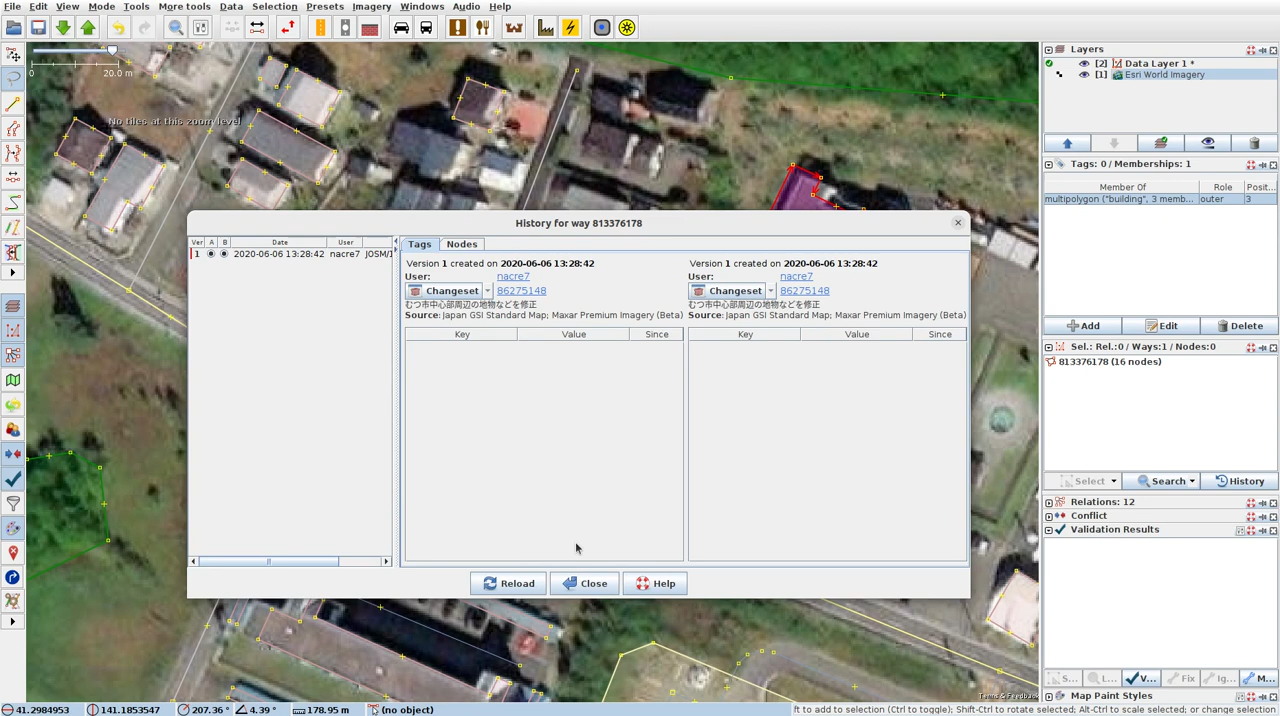 File Edit View Mode Tools More tools Data Selection Presets Imagery Windows Audio Help
0 20.0 m
No tiles at this zoom level
Layers
[2] Data Layer 1 *
[1] Esri World Imagery
Tags: 0 / Memberships: 1
Member Of Role Posit...
multipolygon ("building", 3 memb... outer 3
Add Edit Delete
Sel.: Rel.:0 / Ways:1 / Nodes:0
813376178 (16 nodes)
Select Search History
Relations: 12
Conflict
Validation Results
S... L... V... Fix Ig... M...
Map Paint Styles
History for way 813376178
Ver A B Date User
1 2020-06-06 13:28:42 nacre7 JOSM/1
Tags Nodes
Version 1 created on 2020-06-06 13:28:42
User: nacre7
Changeset 86275148
むつ市中心部周辺の地物などを修正
Source: Japan GSI Standard Map; Maxar Premium Imagery (Beta)
Key Value Since
Version 1 created on 2020-06-06 13:28:42
User: nacre7
Changeset 86275148
むつ市中心部周辺の地物などを修正
Source: Japan GSI Standard Map; Maxar Premium Imagery (Beta)
Key Value Since
Reload Close Help
Terms & Feedback
41.2984953 141.1853547 207.36 ° 4.39 ° 178.95 m (no object)
ft to add to selection (Ctrl to toggle); Shift-Ctrl to rotate selected; Alt-Ctrl to scale selected; or change selection